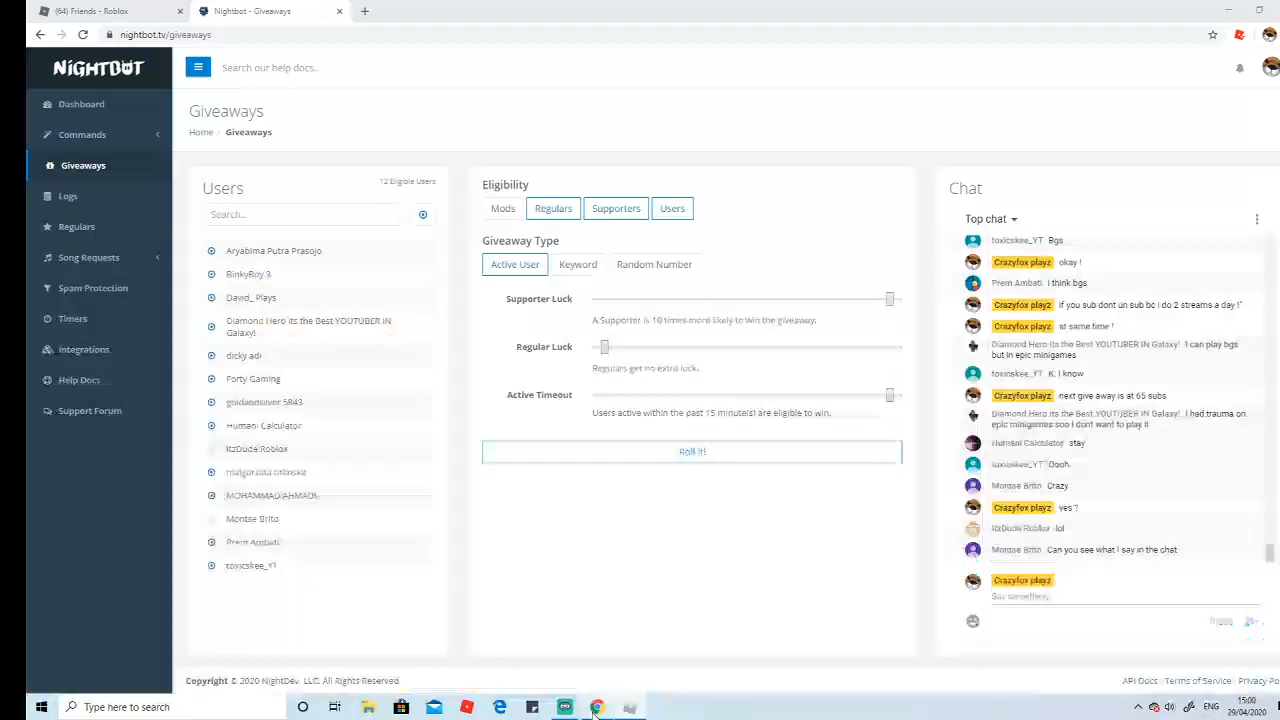 (64) Friends - Roblox
Nightbot - Giveaways
nightbot.tv/giveaways
NiGHTBOT
Search our help docs..
Dashboard
Commands
Giveaways
Logs
Regulars
Song Requests
Spam Protection
Timers
Integrations
Help Docs
Support Forum
Giveaways
Home / Giveaways
Users
12 Eligible Users
Search..
Aryabima Putra Prasojo
BinkyBoy 3
David_ Plays
Diamond Hero its the Best YOUTUBER IN
Galaxy!
dicky adi
Forty Gaming
goldandsilver 5843
Humani Calculator
ItzDude Roblox
MOHAMMADIAHMADI
Montse Brito
Prem Ambati
toxicskee_YT
Eligibility
Mods
Regulars
Supporters
Users
Giveaway Type
Active User
Keyword
Random Number
Supporter Luck
A Supporter is 10 times more likely to win the giveaway.
Regular Luck
Regulars get no extra luck.
Active Timeout
Users active within the past 15 minute(s) are eligible to win.
Roll It!
Chat
Top chat
toxicskee_YT Bgs
Crazyfox playz okay !
Prem Ambati I think bgs
Crazyfox playz if you sub dont un sub bc i do 2 streams a day !
Crazyfox playz at same time !
Diamond Hero its the Best YOUTUBER IN Galaxy! I can play bgs
but in epic minigames
toxicskee_YT K I know
Crazyfox playz next give away is at 65 subs
Diamond Hero its the Best YOUTUBER IN Galaxy! I had trauma on
epic minigames soo I dont want to play it
Humani Calculator stay
toxicskee_YT Oooh
Montse Brito Crazy
Crazyfox playz yes ?
ItzDude Roblox lol
Montse Brito Can you see what I say in the chat
Crazyfox playz
Say something...
Copyright © 2020 NightDev, LLC. All Rights Reserved.
API Docs Terms of Service Privacy Po
Type here to search
ENG
15:00
29/04/2020